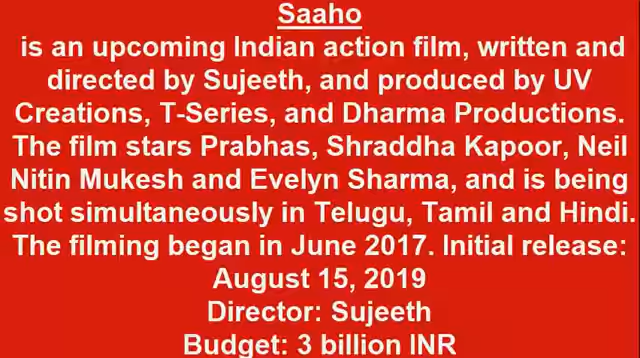 Saaho
is an upcoming Indian action film, written and
directed by Sujeeth, and produced by UV
Creations, T-Series, and Dharma Productions.
The film stars Prabhas, Shraddha Kapoor, Neil
Nitin Mukesh and Evelyn Sharma, and is being
shot simultaneously in Telugu, Tamil and Hindi.
The filming began in June 2017. Initial release:
August 15, 2019
Director: Sujeeth
Budget: 3 billion INR